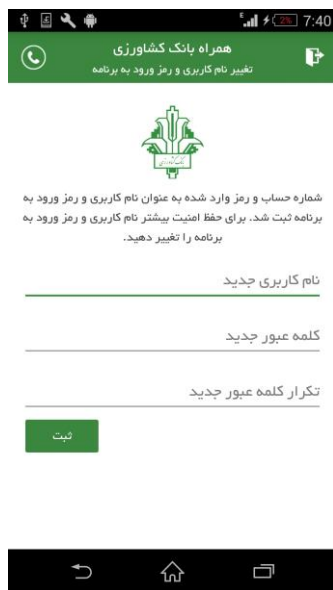 2% 7:40
همراه بانک کشاورزی
تغییر نام کاربری و رمز ورود به برنامه
بانک کشاورزی
شماره حساب و رمز وارد شده به عنوان نام کاربری و رمز ورود به
برنامه ثبت شد. برای حفظ امنیت بیشتر نام کاربری و رمز ورود به
برنامه را تغییر دهید.
نام کاربری جدید
کلمه عبور جدید
تکرار کلمه عبور جدید
ثبت